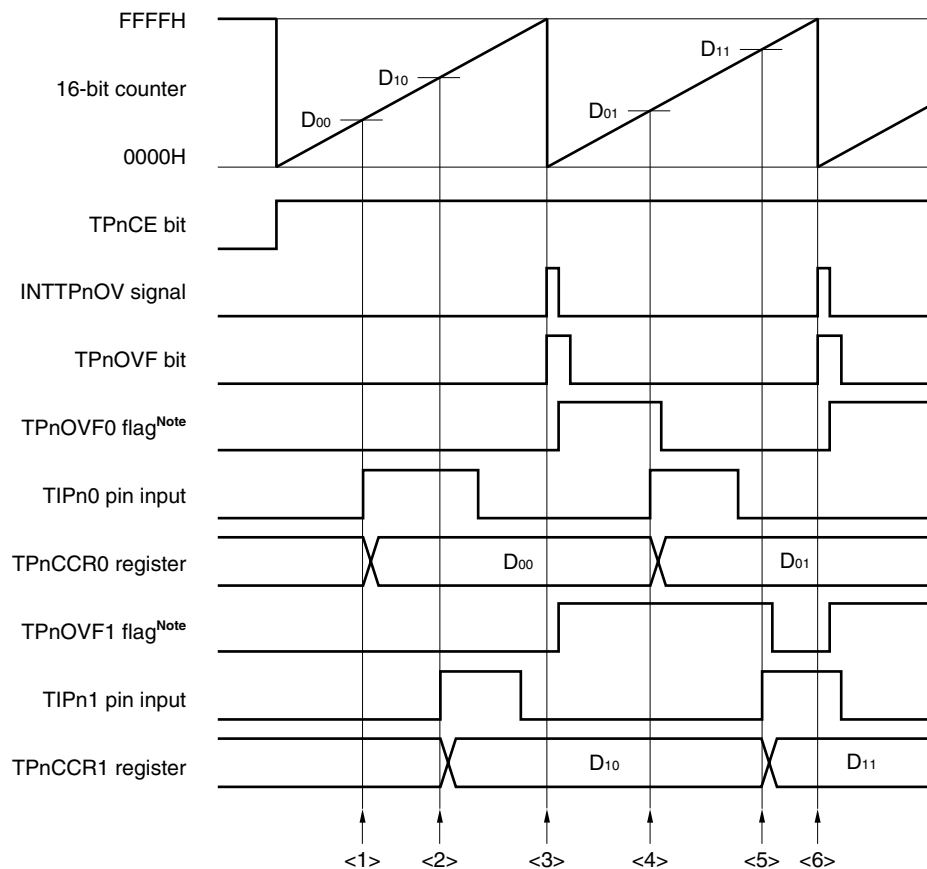 FFFFH
16-bit counter
0000H
D00
D10
D01
D11
TPnCE bit
INTTPnOV signal
TPnOVF bit
TPnOVF0 flagNote
TIPn0 pin input
TPnCCR0 register
D00
D01
TPnOVF1 flagNote
TIPn1 pin input
TPnCCR1 register
D10
D11
<1> <2> <3> <4> <5> <6>